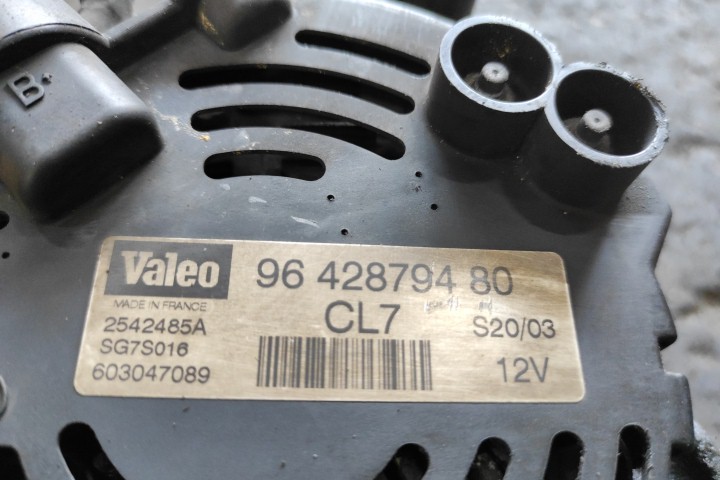 B+
Valeo
96 428794 80
MADE IN FRANCE
CL7
2542485A
S20/03
SG7S016
603047089
12V